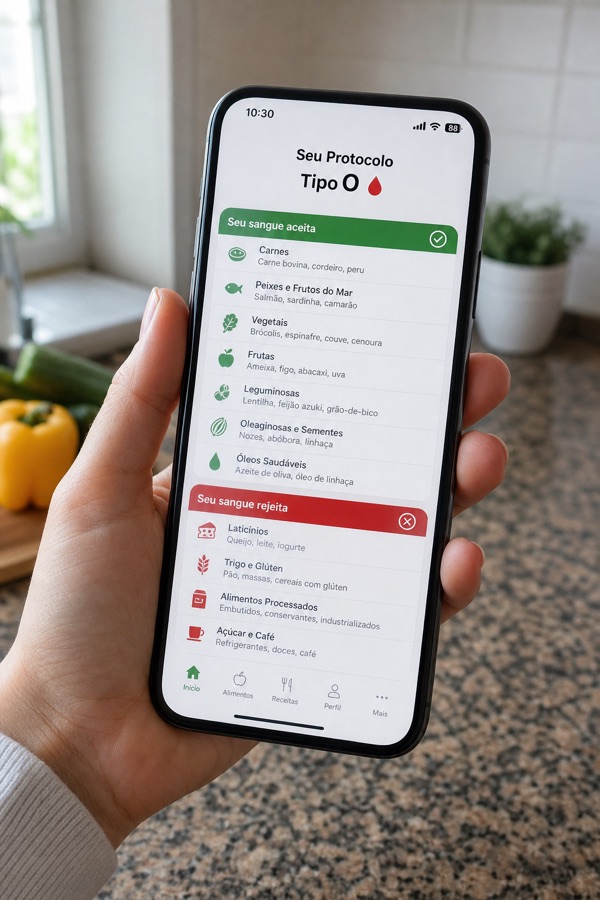 10:30
88
Seu Protocolo
Tipo O
Seu sangue aceita
Carnes
Carne bovina, cordeiro, peru
Peixes e Frutos do Mar
Salmão, sardinha, camarão
Vegetais
Brócolis, espinafre, couve, cenoura
Frutas
Ameixa, figo, abacaxi, uva
Leguminosas
Lentilha, feijão azuki, grão-de-bico
Oleaginosas e Sementes
Nozes, abóbora, linhaça
Óleos Saudáveis
Azeite de oliva, óleo de linhaça
Seu sangue rejeita
Laticínios
Queijo, leite, iogurte
Trigo e Glúten
Pão, massas, cereais com glúten
Alimentos Processados
Embutidos, conservantes, industrializados
Açúcar e Café
Refrigerantes, doces, café
Início
Alimentos
Receitas
Perfil
Mais